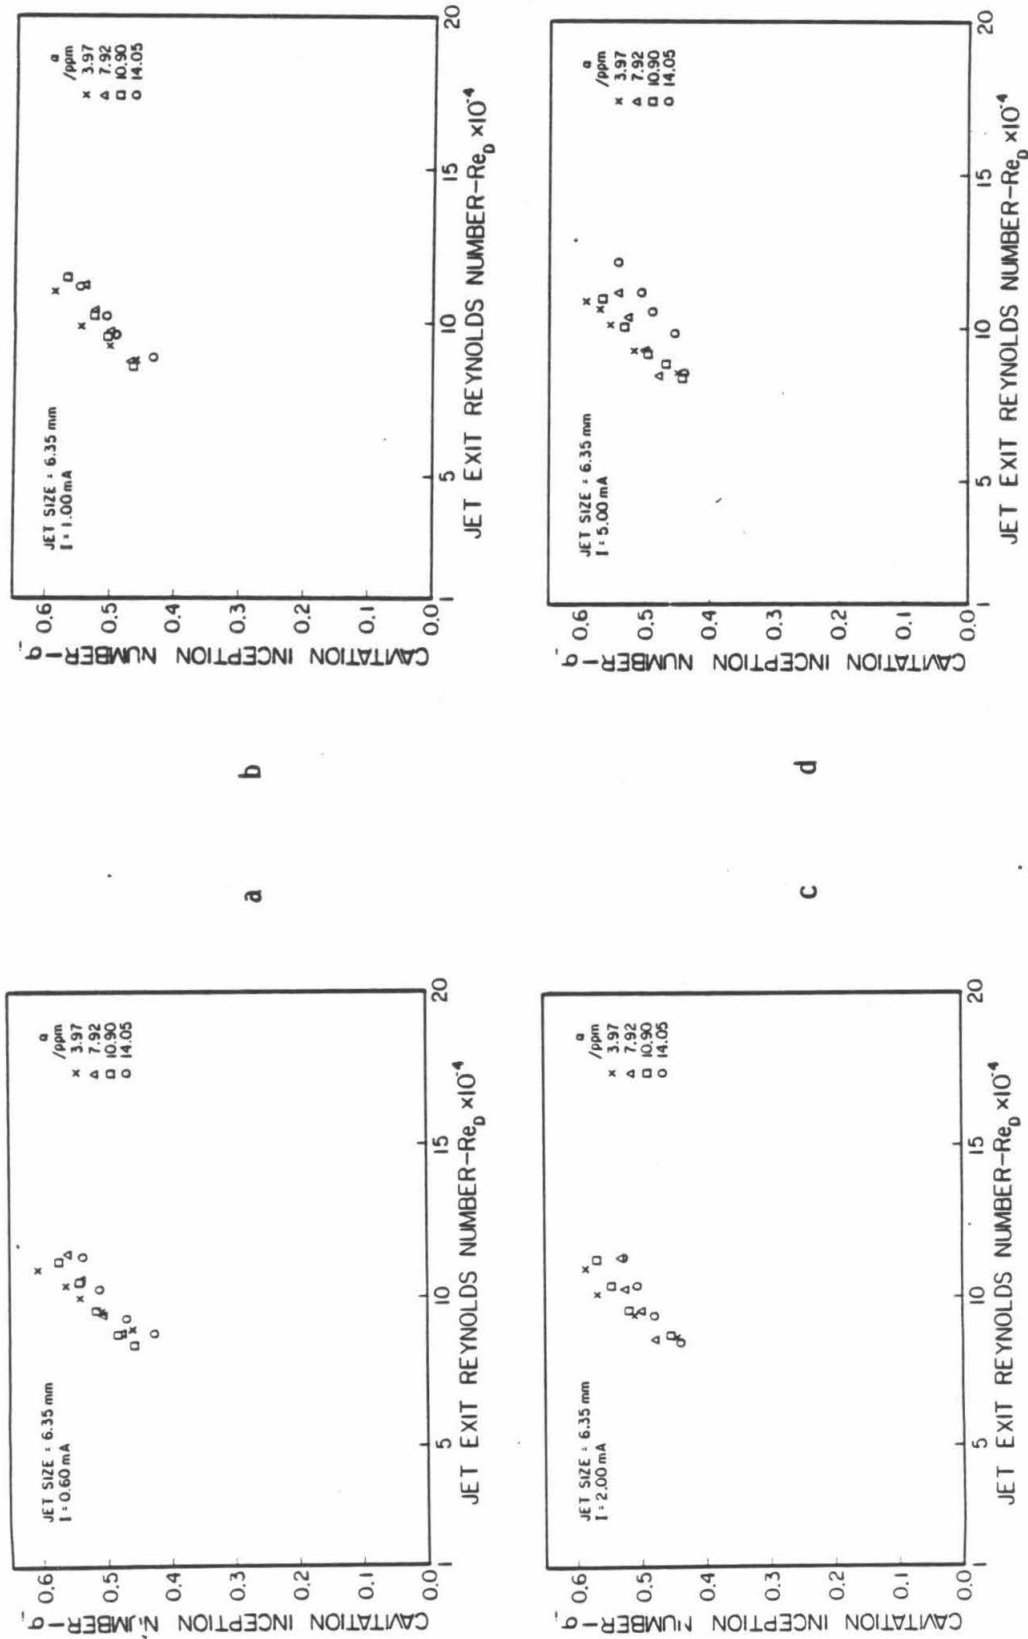 CAVITATION INCEPTION NUMBER-σi
0.6
0.5
0.4
0.3
0.2
0.1
0.0
JET SIZE = 6.35 mm
I = 0.60 mA
a
/ppm
× 3.97
△ 7.92
□ 10.90
○ 14.05
1
5
10
15
20
JET EXIT REYNOLDS NUMBER-ReD ×10-4
a
CAVITATION INCEPTION NUMBER-σi
0.6
0.5
0.4
0.3
0.2
0.1
0.0
JET SIZE = 6.35 mm
I = 1.00 mA
a
/ppm
× 3.97
△ 7.92
□ 10.90
○ 14.05
1
5
10
15
20
JET EXIT REYNOLDS NUMBER-ReD ×10-4
b
CAVITATION INCEPTION NUMBER-σi
0.6
0.5
0.4
0.3
0.2
0.1
0.0
JET SIZE = 6.35 mm
I = 2.00 mA
a
/ppm
× 3.97
△ 7.92
□ 10.90
○ 14.05
1
5
10
15
20
JET EXIT REYNOLDS NUMBER-ReD ×10-4
c
CAVITATION INCEPTION NUMBER-σi
0.6
0.5
0.4
0.3
0.2
0.1
0.0
JET SIZE = 6.35 mm
I = 5.00 mA
a
/ppm
× 3.97
△ 7.92
□ 10.90
○ 14.05
1
5
10
15
20
JET EXIT REYNOLDS NUMBER-ReD ×10-4
d